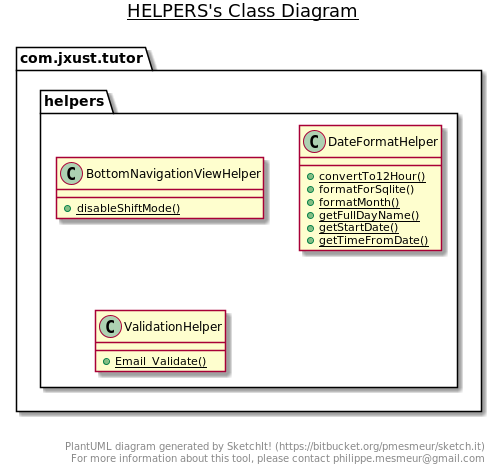 HELPERS's Class Diagram
com.jxust.tutor
helpers
C BottomNavigationViewHelper
disableShiftMode()
C DateFormatHelper
convertTo12Hour()
formatForSqlite()
formatMonth()
getFullDayName()
getStartDate()
getTimeFromDate()
C ValidationHelper
Email_Validate()
PlantUML diagram generated by SketchIt! (https://bitbucket.org/pmesmeur/sketch.it)
For more information about this tool, please contact philippe.mesmeur@gmail.com